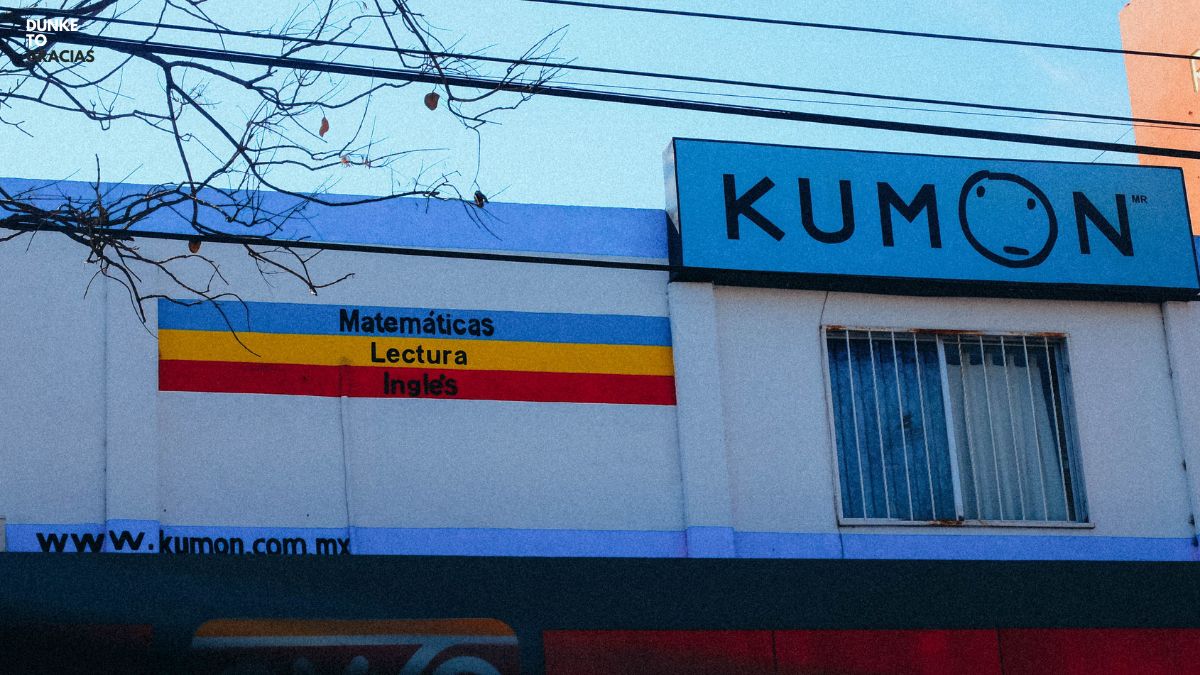 DUNKE
TO
GRACIAS
KUMON MR
Matemáticas
Lectura
Inglés
www.kumon.com.mx